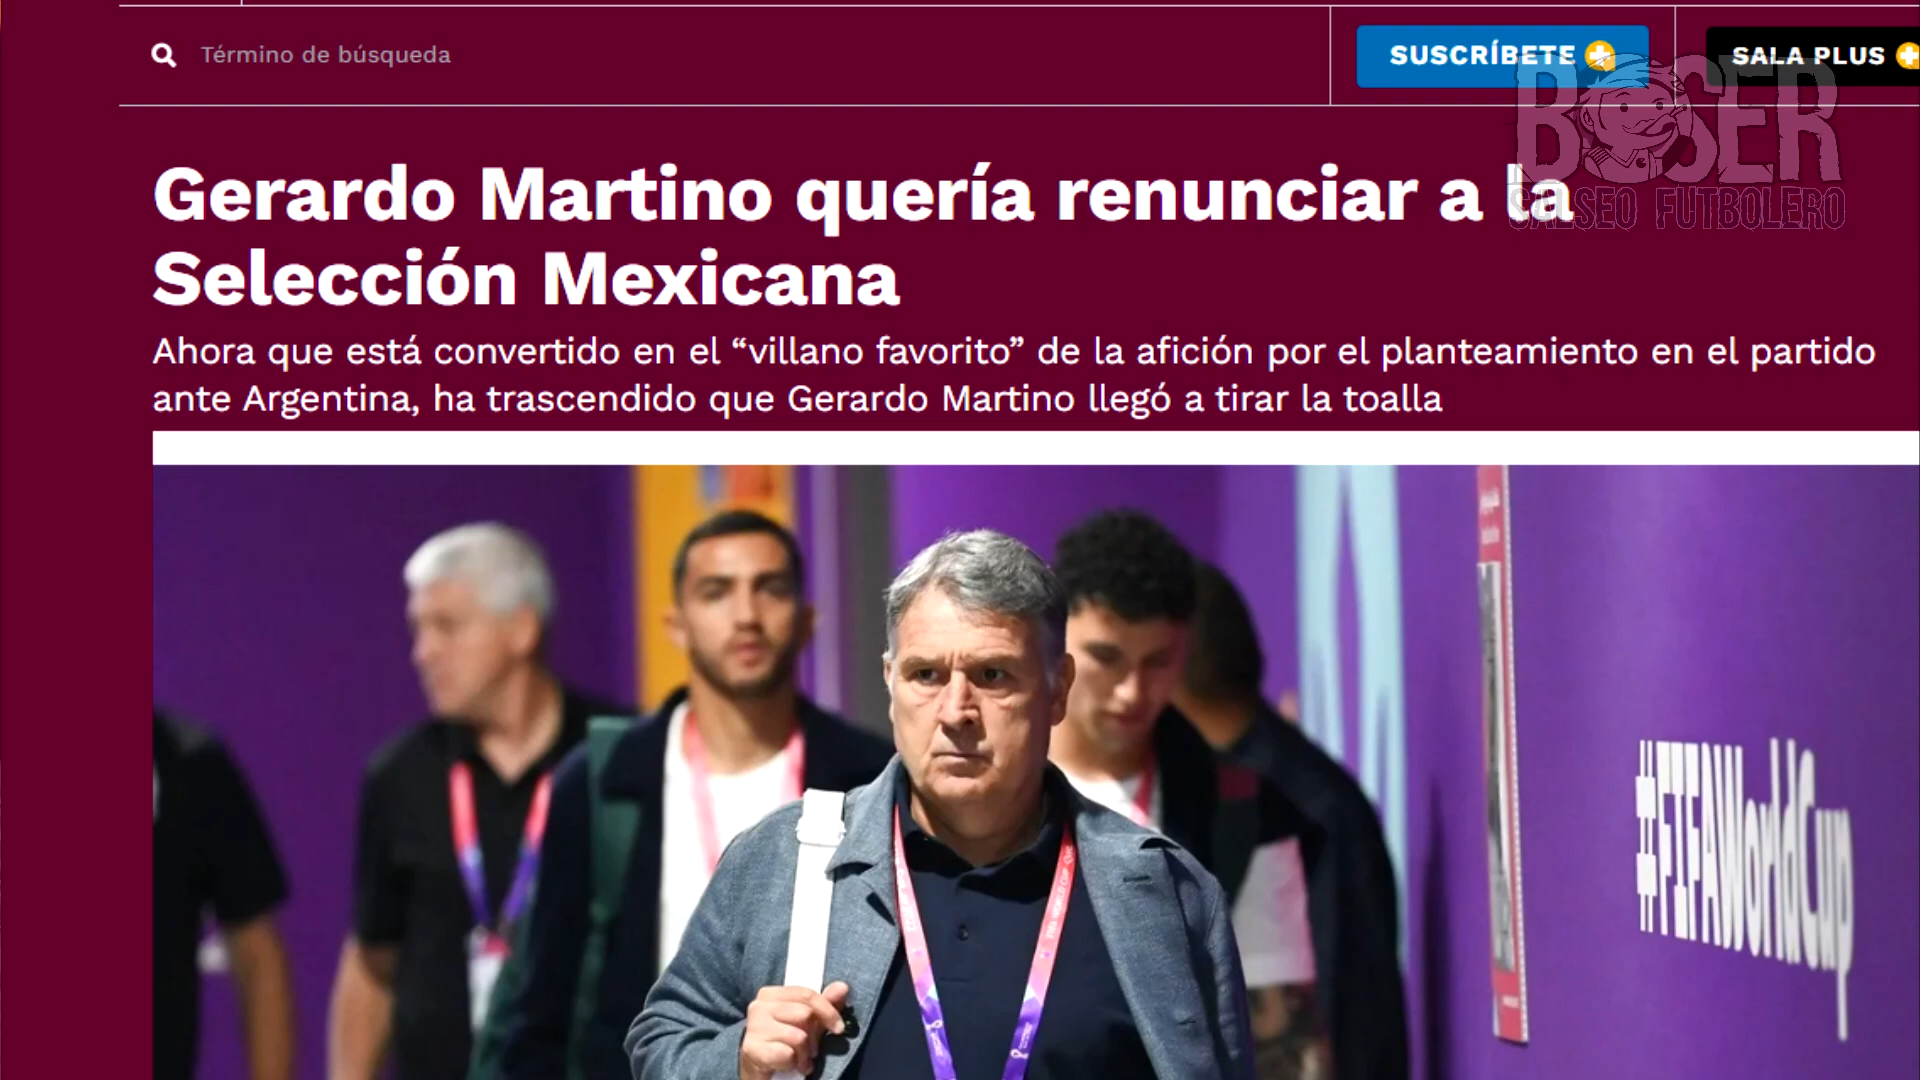 Término de búsqueda
SUSCRÍBETE
SALA PLUS
BOSER
SALSEO FUTBOLERO
Gerardo Martino quería renunciar a la
Selección Mexicana
Ahora que está convertido en el “villano favorito” de la afición por el planteamiento en el partido
ante Argentina, ha trascendido que Gerardo Martino llegó a tirar la toalla
#FIFAWorldCup